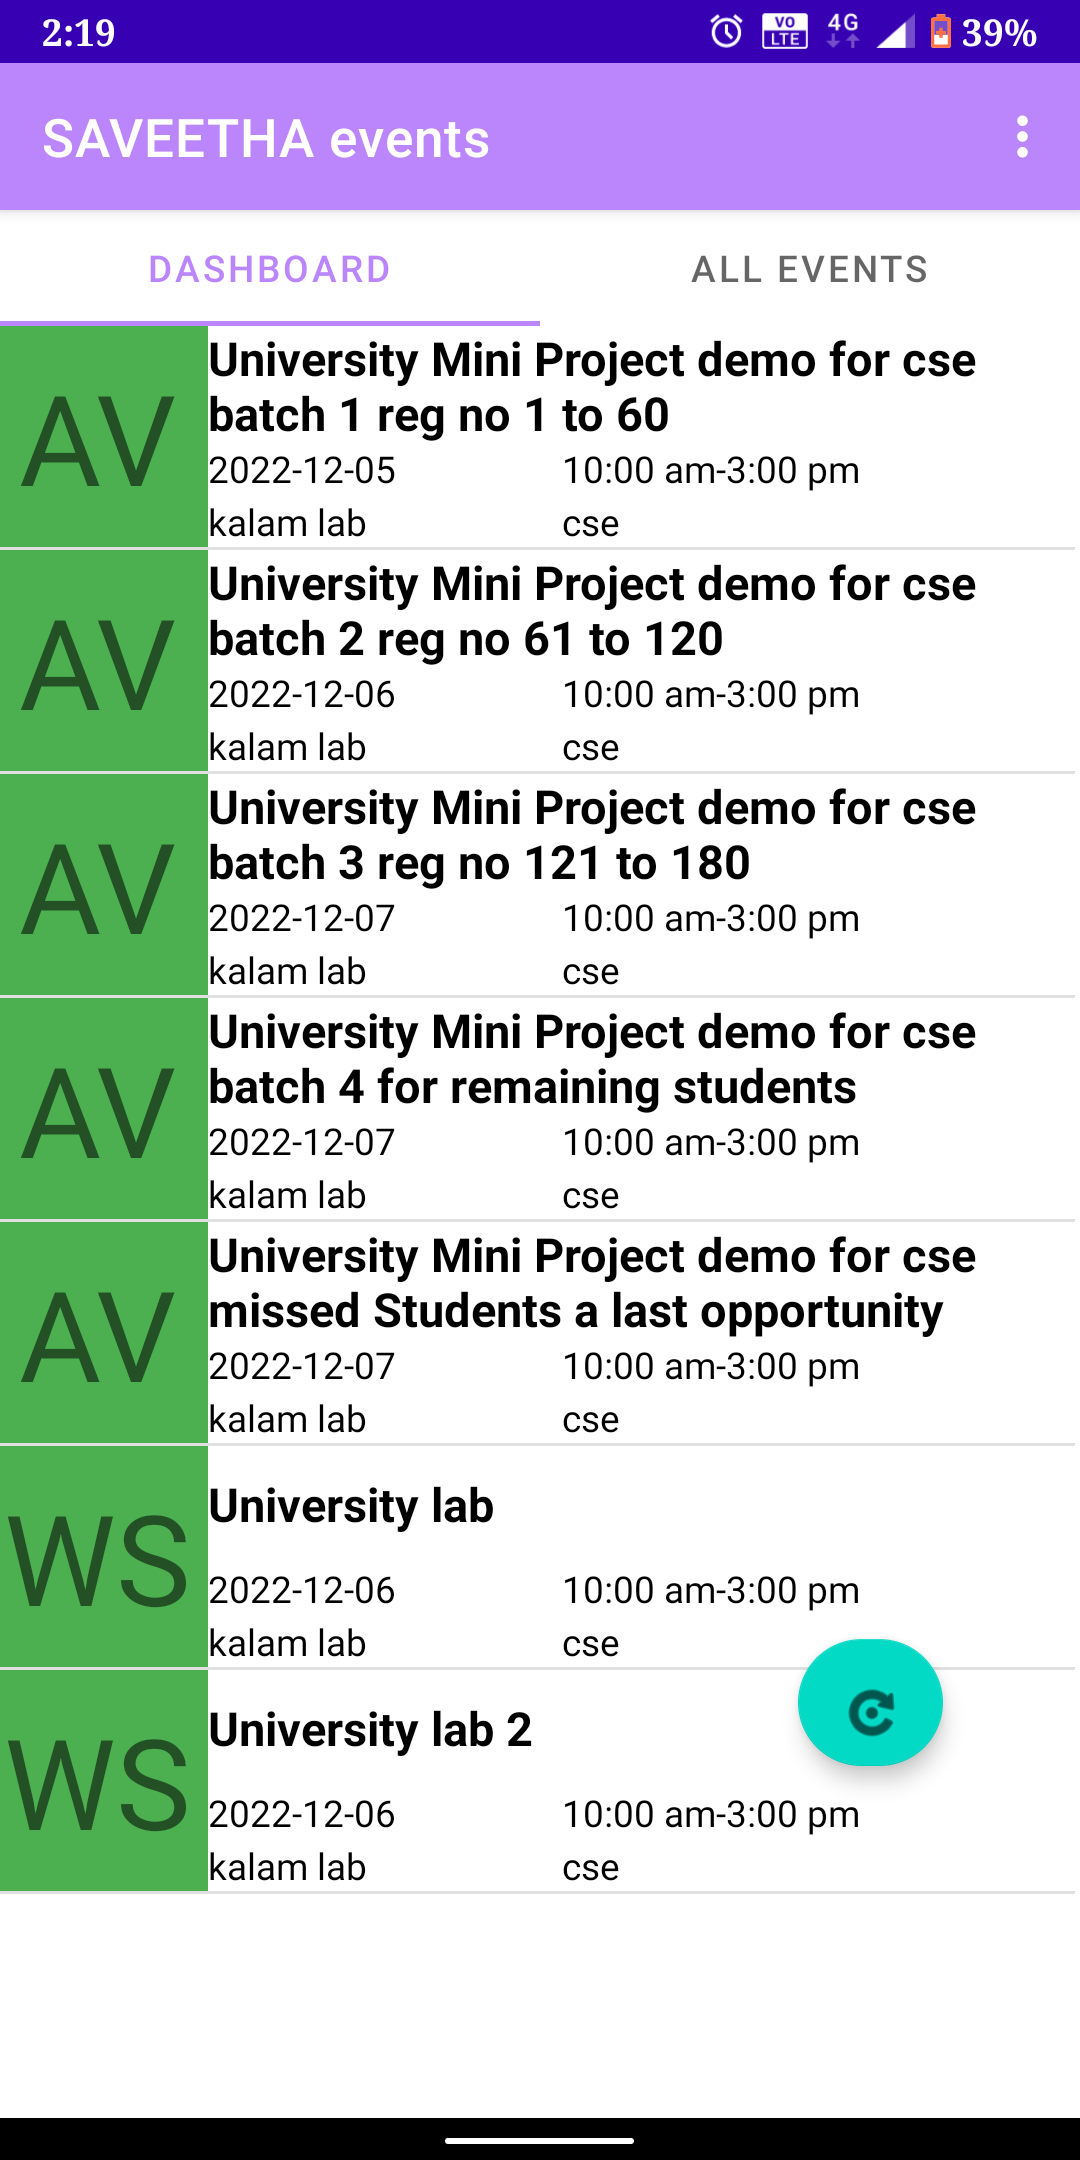 2:19
VO
LTE
4G
39%
SAVEETHA events
DASHBOARD
ALL EVENTS
AV
University Mini Project demo for cse
batch 1 reg no 1 to 60
2022-12-05
10:00 am-3:00 pm
kalam lab
cse
AV
University Mini Project demo for cse
batch 2 reg no 61 to 120
2022-12-06
10:00 am-3:00 pm
kalam lab
cse
AV
University Mini Project demo for cse
batch 3 reg no 121 to 180
2022-12-07
10:00 am-3:00 pm
kalam lab
cse
AV
University Mini Project demo for cse
batch 4 for remaining students
2022-12-07
10:00 am-3:00 pm
kalam lab
cse
AV
University Mini Project demo for cse
missed Students a last opportunity
2022-12-07
10:00 am-3:00 pm
kalam lab
cse
WS
University lab
2022-12-06
10:00 am-3:00 pm
kalam lab
cse
WS
University lab 2
2022-12-06
10:00 am-3:00 pm
kalam lab
cse